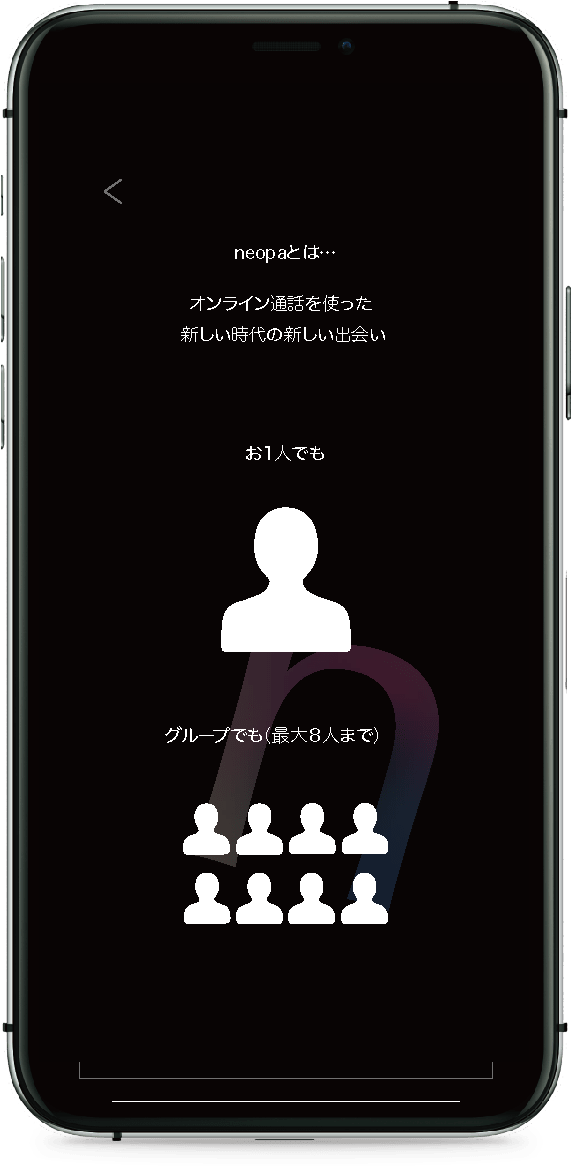 neopaとは…
オンライン通話を使った
新しい時代の新しい出会い
お1人でも
グループでも(最大8人まで)
n